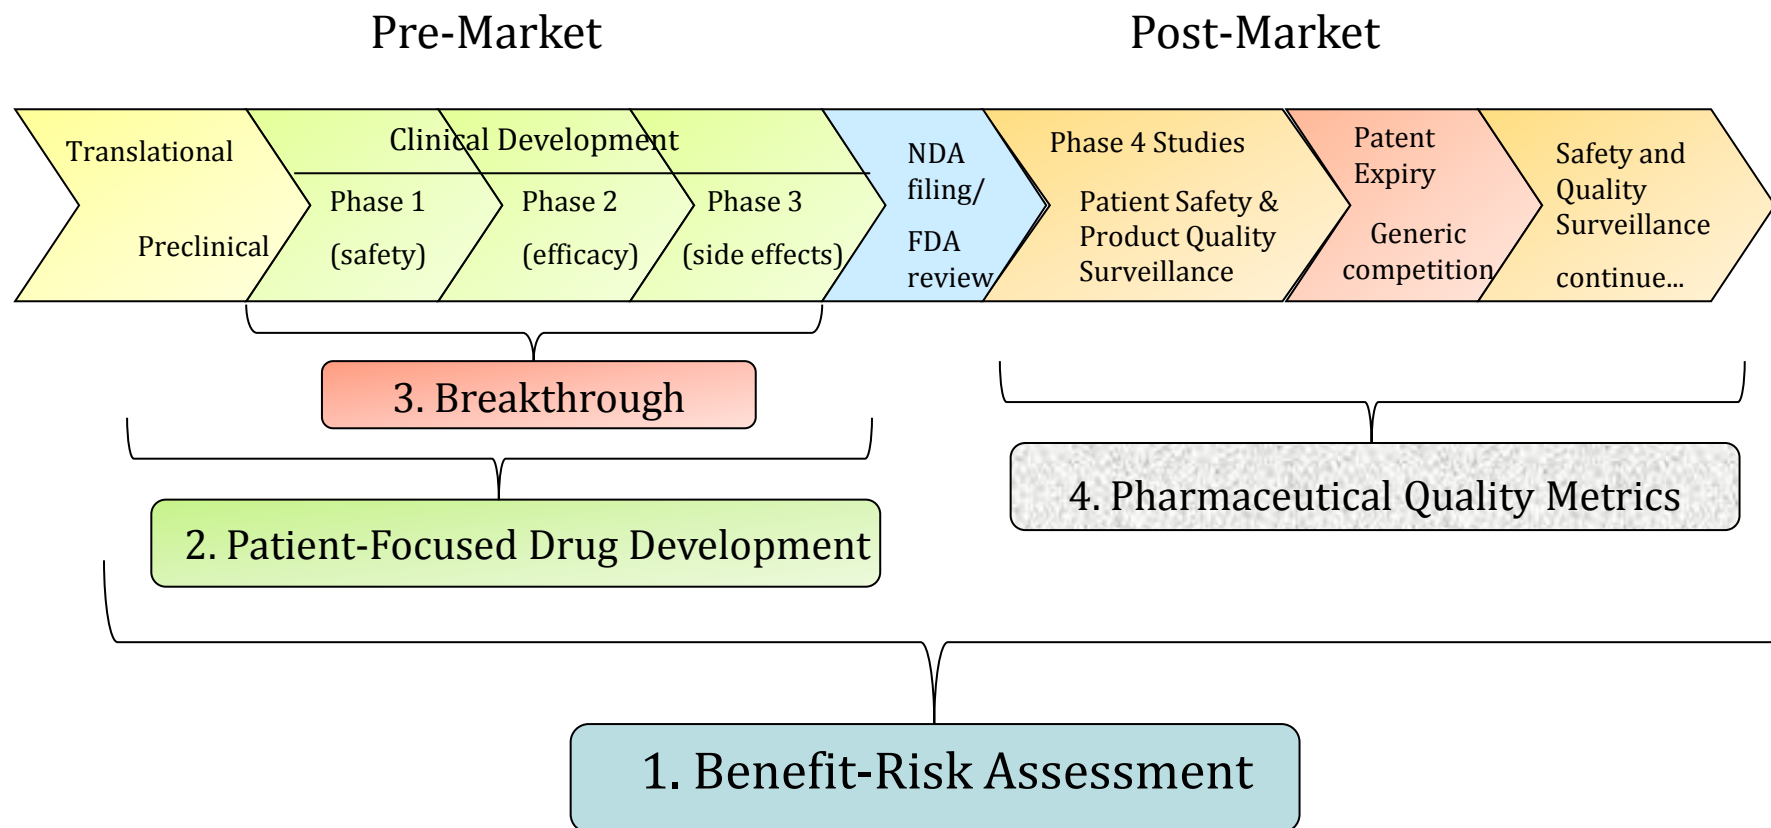 Pre-Market
Post-Market
Translational
Preclinical
Clinical Development
Phase 1
(safety)
Phase 2
(efficacy)
Phase 3
(side effects)
NDA
filing/
FDA
review
Phase 4 Studies
Patient Safety &
Product Quality
Surveillance
Patent
Expiry
Generic
competition
Safety and
Quality
Surveillance
continue...
3. Breakthrough
2. Patient-Focused Drug Development
4. Pharmaceutical Quality Metrics
1. Benefit-Risk Assessment